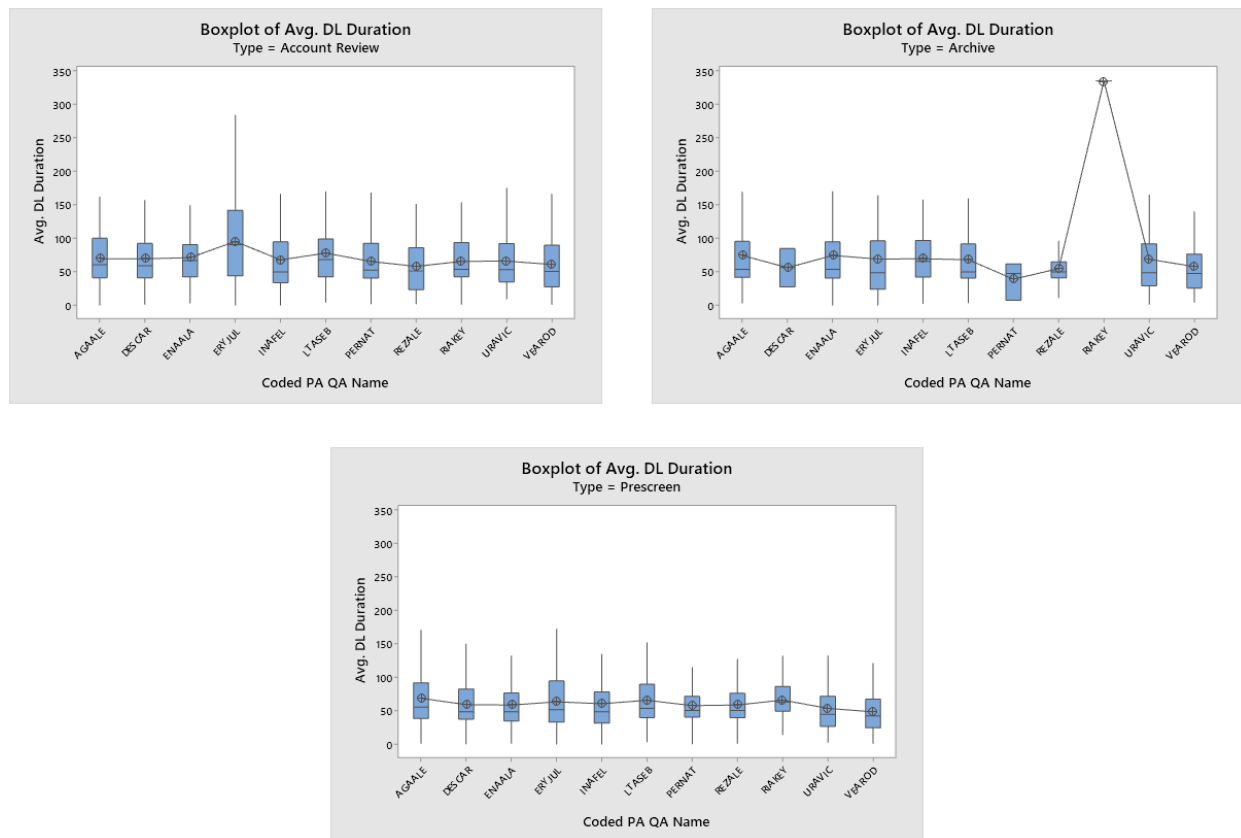 Boxplot of Avg. DL Duration
Type = Account Review
350
300
250
200
150
100
50
0
Avg. DL Duration
AGAALE
DESCAR
ENAALA
ERYJUL
INAFEL
LTASEB
PERNAT
REZALE
RIAKEY
URAVIC
VEAROD
Coded PA QA Name
Boxplot of Avg. DL Duration
Type = Archive
350
300
250
200
150
100
50
0
Avg. DL Duration
AGAALE
DESCAR
ENAALA
ERYJUL
INAFEL
LTASEB
PERNAT
REZALE
RIAKEY
URAVIC
VEAROD
Coded PA QA Name
Boxplot of Avg. DL Duration
Type = Prescreen
350
300
250
200
150
100
50
0
Avg. DL Duration
AGAALE
DESCAR
ENAALA
ERYJUL
INAFEL
LTASEB
PERNAT
REZALE
RIAKEY
URAVIC
VEAROD
Coded PA QA Name